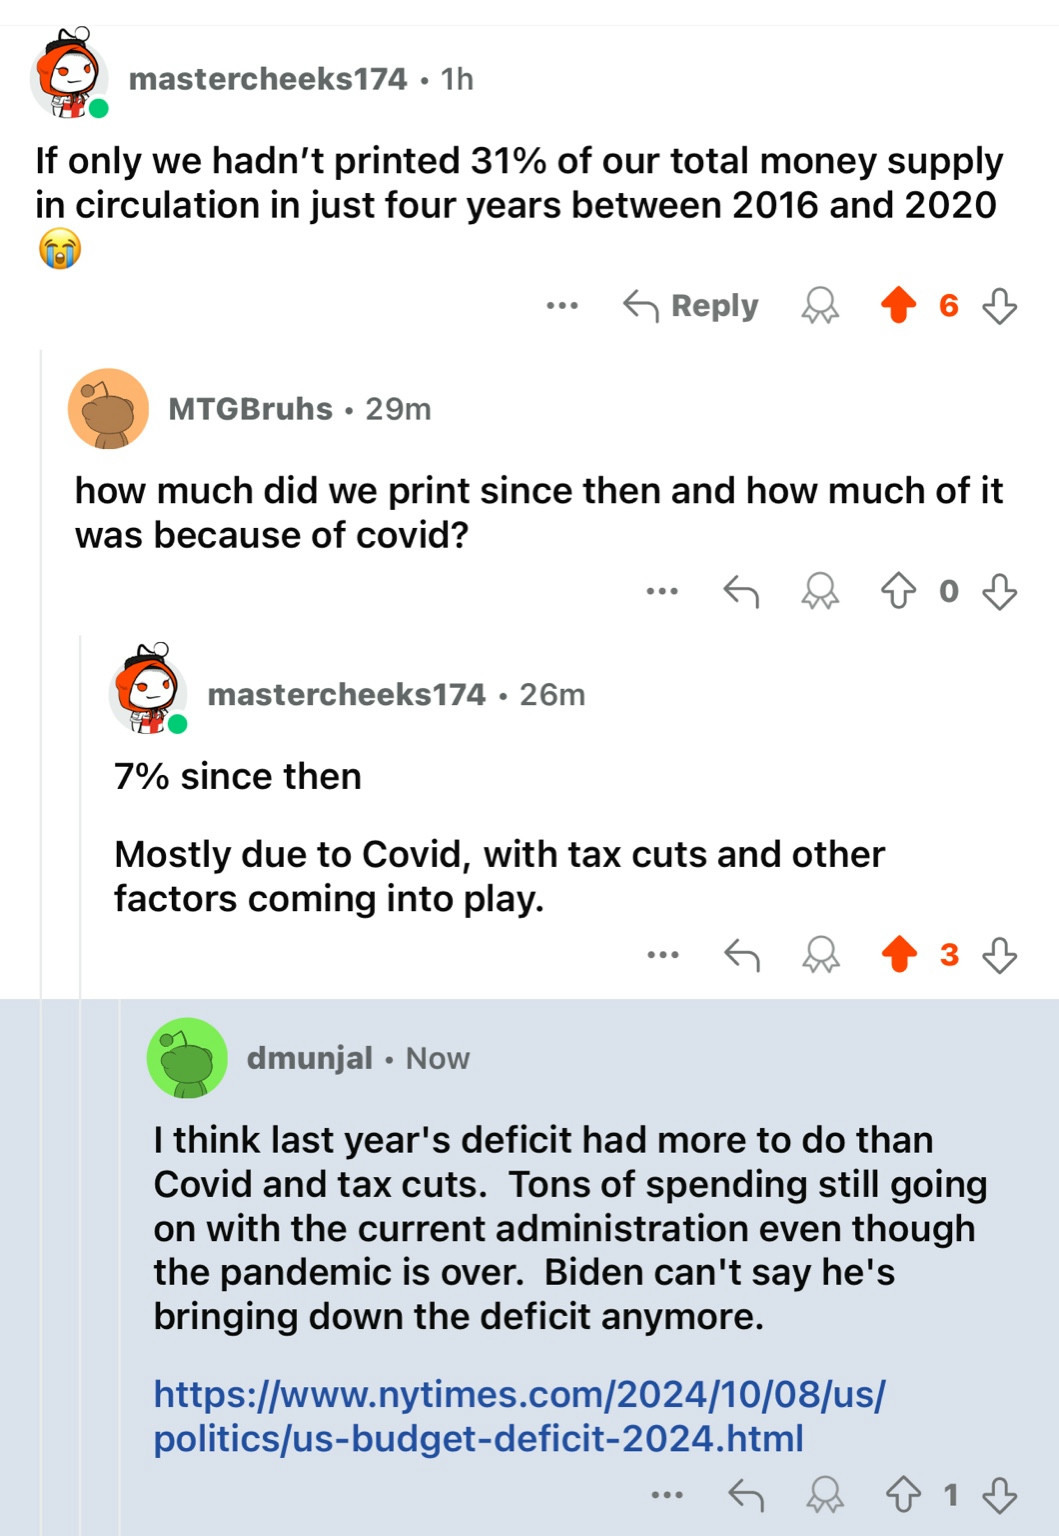 mastercheeks174 • 1h
If only we hadn’t printed 31% of our total money supply
in circulation in just four years between 2016 and 2020
😭
••• Reply 6
MTGBruhs • 29m
how much did we print since then and how much of it
was because of covid?
••• 0
mastercheeks174 • 26m
7% since then
Mostly due to Covid, with tax cuts and other
factors coming into play.
••• 3
dmunjal • Now
I think last year's deficit had more to do than
Covid and tax cuts.  Tons of spending still going
on with the current administration even though
the pandemic is over.  Biden can't say he's
bringing down the deficit anymore.
https://www.nytimes.com/2024/10/08/us/
politics/us-budget-deficit-2024.html
••• 1